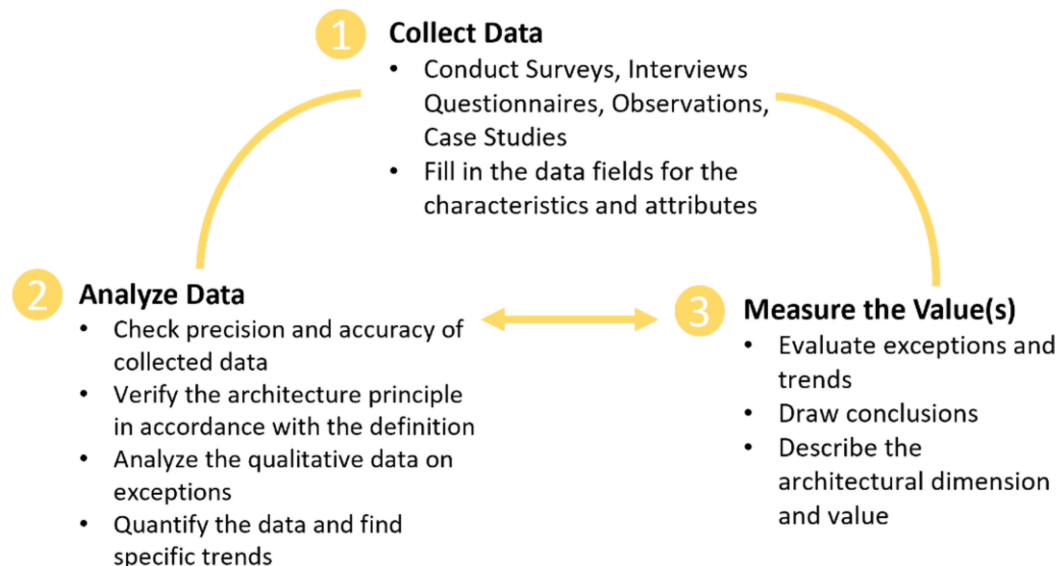 1 Collect Data
• Conduct Surveys, Interviews
Questionnaires, Observations,
Case Studies
• Fill in the data fields for the
characteristics and attributes
2 Analyze Data
• Check precision and accuracy of
collected data
• Verify the architecture principle
in accordance with the definition
• Analyze the qualitative data on
exceptions
• Quantify the data and find
specific trends
3 Measure the Value(s)
• Evaluate exceptions and
trends
• Draw conclusions
• Describe the
architectural dimension
and value